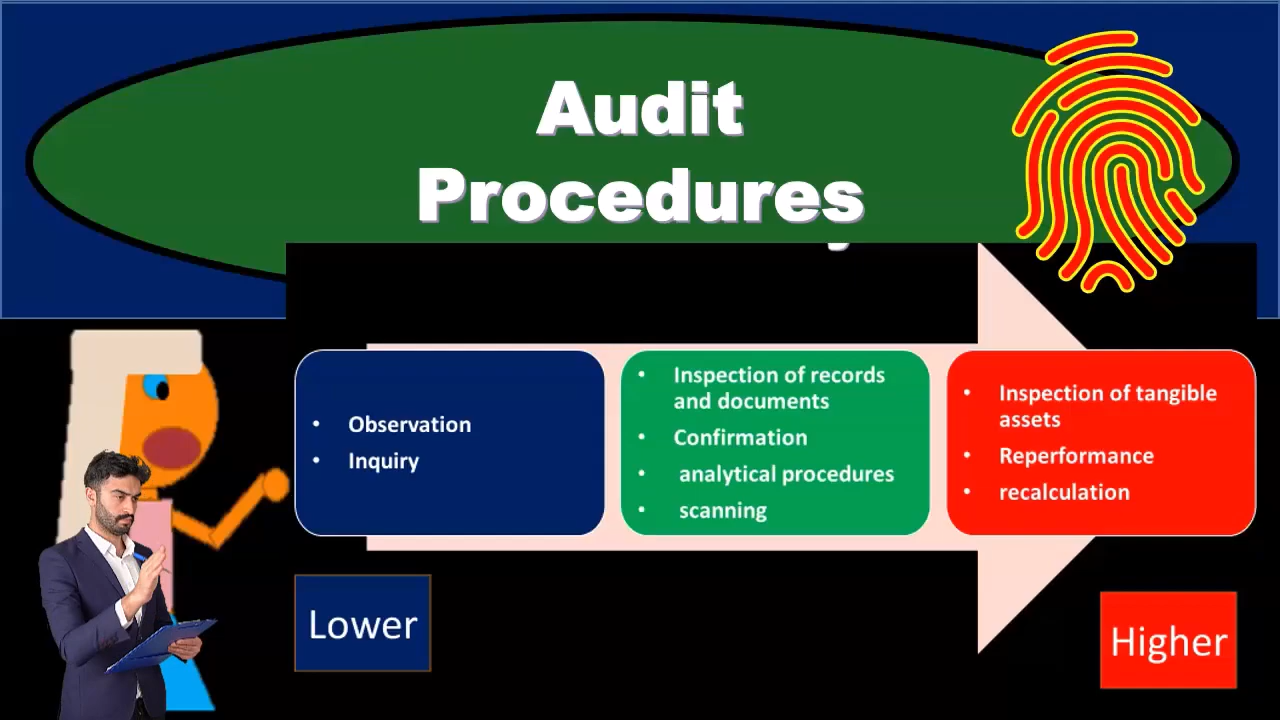 Audit
Procedures
• Observation
• Inquiry
• Inspection of records
and documents
• Confirmation
• analytical procedures
• scanning
• Inspection of tangible
assets
• Reperformance
• recalculation
Lower
Higher